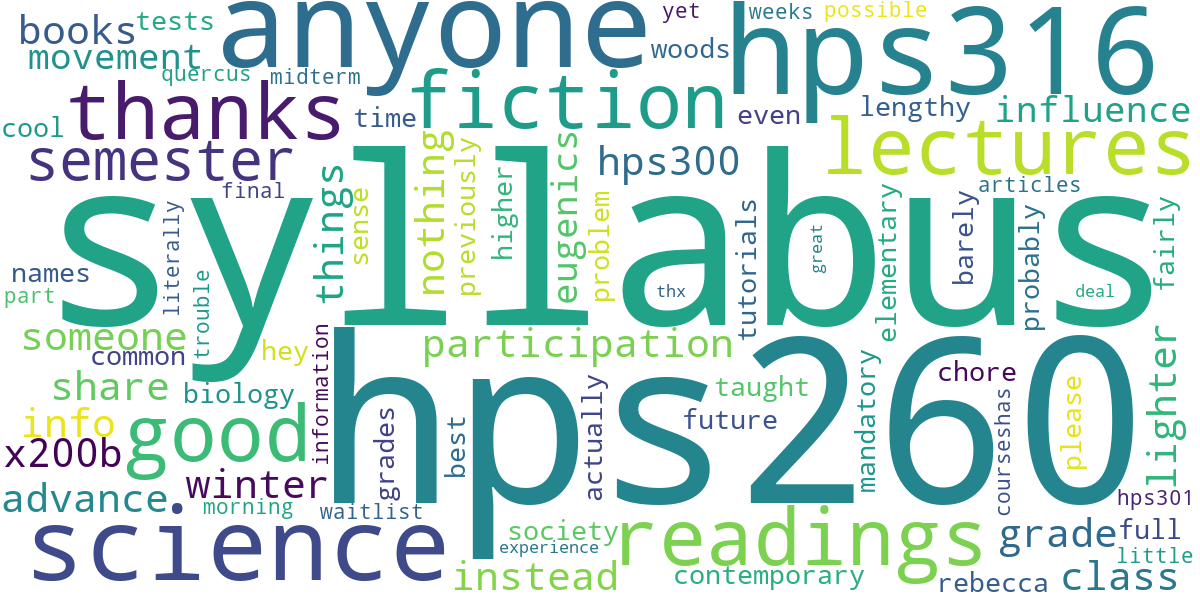 books
tests
anyone
yet
weeks
possible
hps316
movement
quercus
midterm
woods
thanks
fiction
time
even
lengthy
influence
cool
lectures
semester
final
things
sense
nothing
previously
higher
eugenics
problem
hps300
tutorials
great
elementary
barely
articles
probably
fairly
syllabus
names
literally
part
trouble
thx
deal
someone
common
hey
information
participation
hps260
share
biology
taught
chore
lighter
info
good
grades
best
actually
future
mandatory
courseshas
please
x200b
advance
winter
morning
waitlist
hps301
science
society
experience
readings
grade
full
little
instead
contemporary
rebecca
class